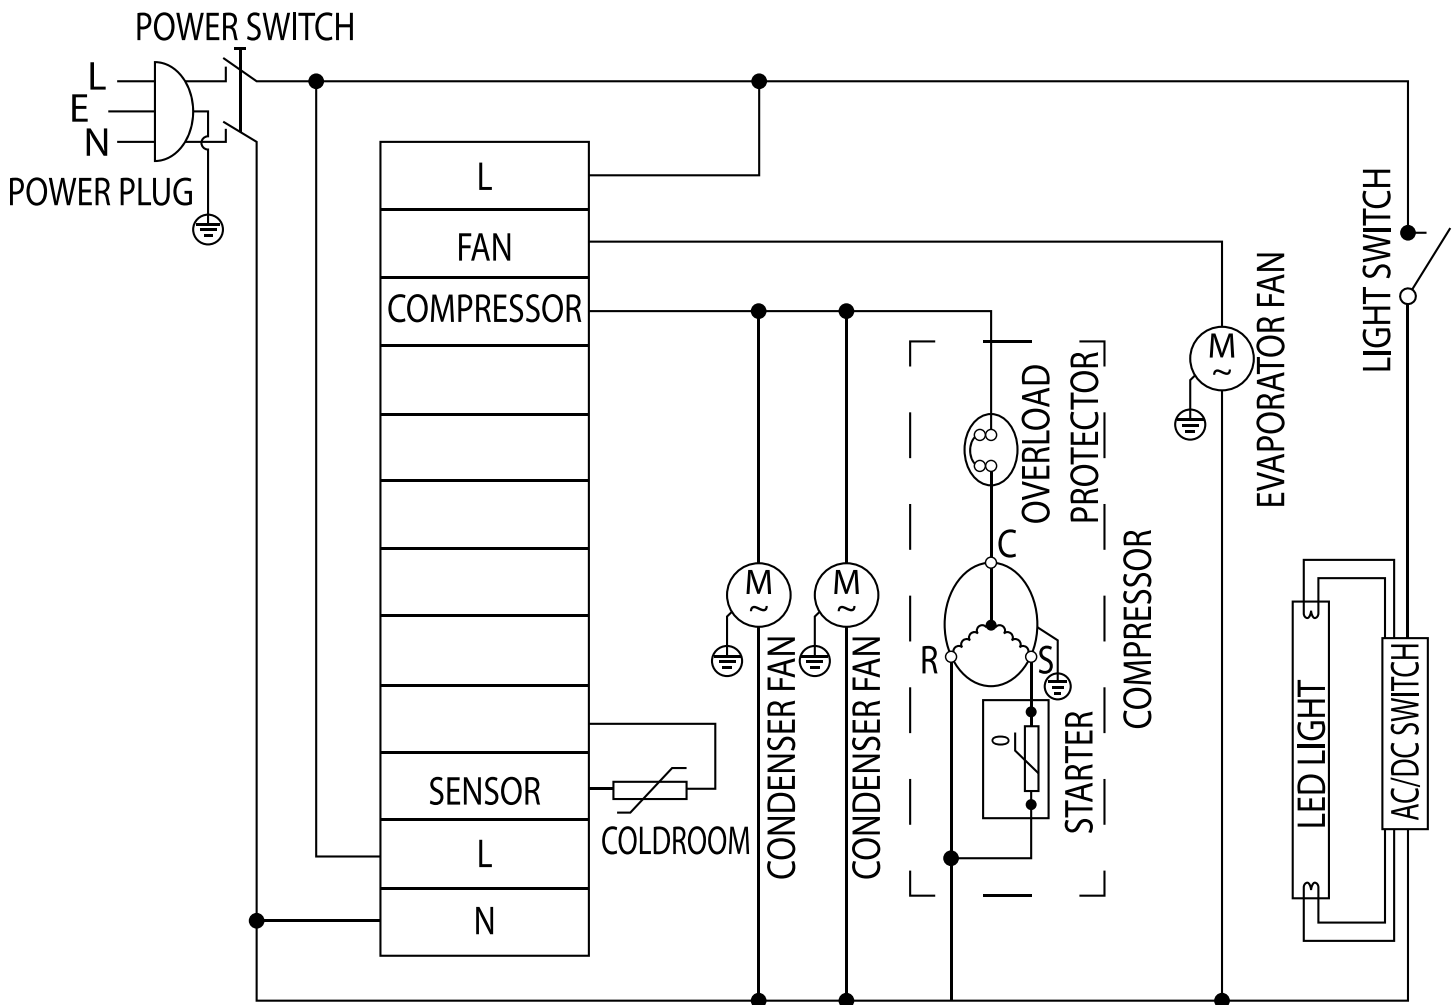 POWER SWITCH
L
E
N
POWER PLUG
L
FAN
COMPRESSOR
SENSOR
L
N
COLDROOM
M
~
CONDENSER FAN
M
~
CONDENSER FAN
OVERLOAD
PROTECTOR
C
R
S
0
STARTER
COMPRESSOR
M
~
EVAPORATOR FAN
LIGHT SWITCH
LED LIGHT
AC/DC SWITCH